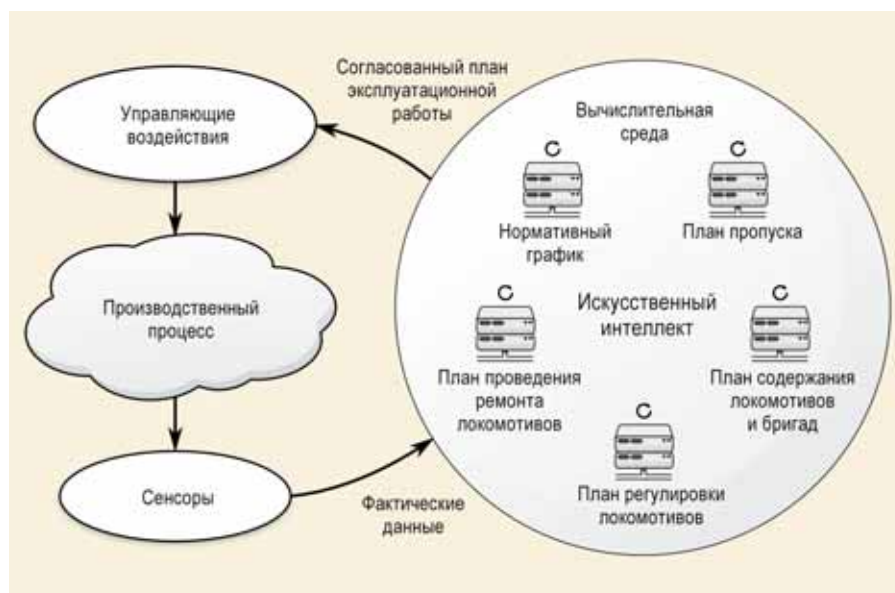 Согласованный план
эксплуатационной
работы
Управляющие
воздействия
Вычислительная
среда
Нормативный
график
План пропуска
Производственный
процесс
Искусственный
интеллект
План проведения
ремонта
локомотивов
План содержания
локомотивов
и бригад
Сенсоры
Фактические
данные
План регулировки
локомотивов